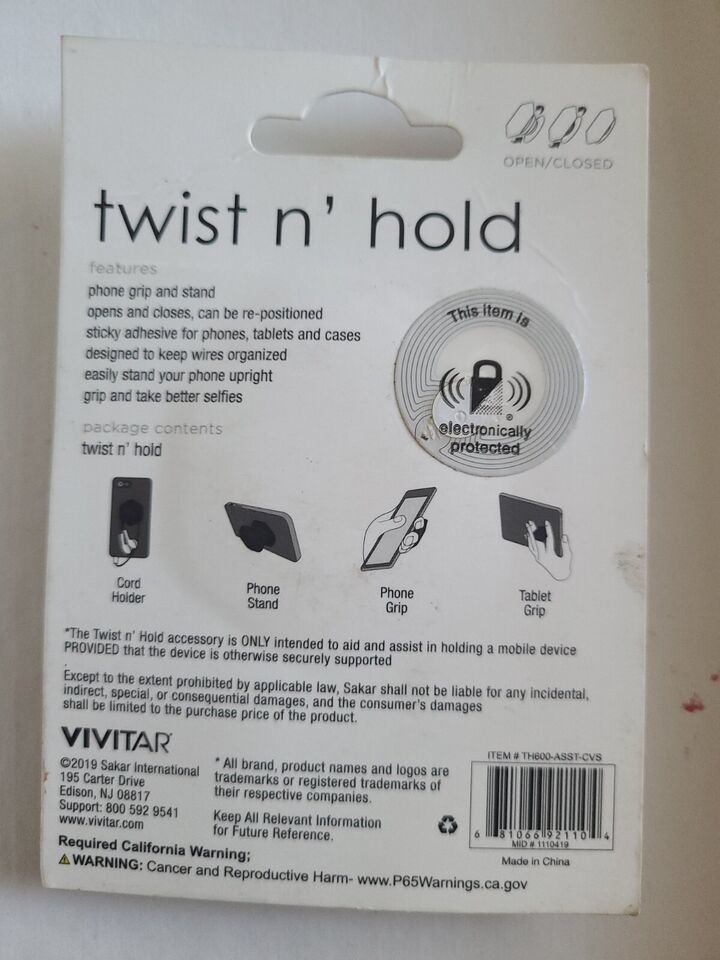 OPEN/CLOSED
twist n' hold
features
phone grip and stand
opens and closes, can be re-positioned
sticky adhesive for phones, tablets and cases
designed to keep wires organized
easily stand your phone upright
grip and take better selfies
package contents
twist n' hold
This item is
®
electronically
protected
Cord
Holder
Phone
Stand
Phone
Grip
Tablet
Grip
*The Twist n' Hold accessory is ONLY intended to aid and assist in holding a mobile device
PROVIDED that the device is otherwise securely supported
Except to the extent prohibited by applicable law, Sakar shall not be liable for any incidental,
indirect, special, or consequential damages, and the consumer's damages
shall be limited to the purchase price of the product.
VIVITAR
©2019 Sakar International
195 Carter Drive
Edison, NJ 08817
Support: 800 592 9541
www.vivitar.com
* All brand, product names and logos are
trademarks or registered trademarks of
their respective companies.
Keep All Relevant Information
for Future Reference.
ITEM # TH600-ASST-CVS
6 81066 92110 4
MID # 1110419
Made in China
Required California Warning;
WARNING: Cancer and Reproductive Harm- www.P65Warnings.ca.gov